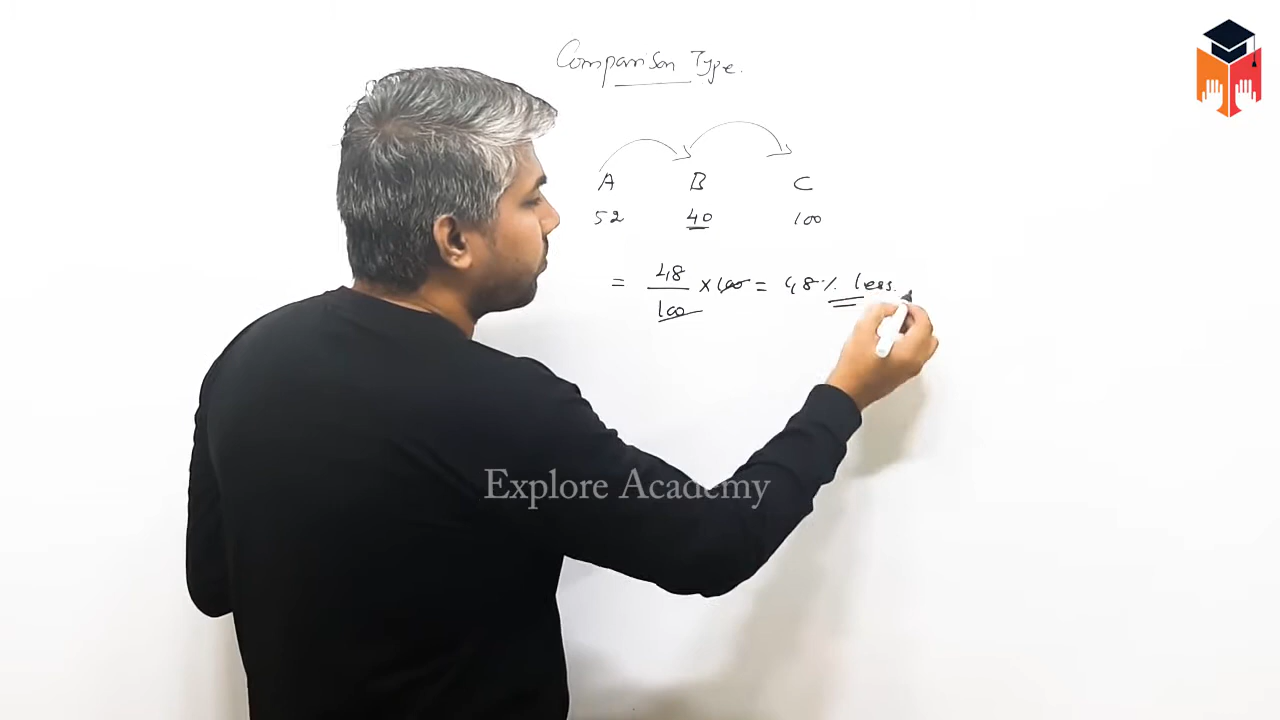 Comparison Type.
A B C
52 40 100
= 48/100 × 100 = 48% less.
Explore Academy